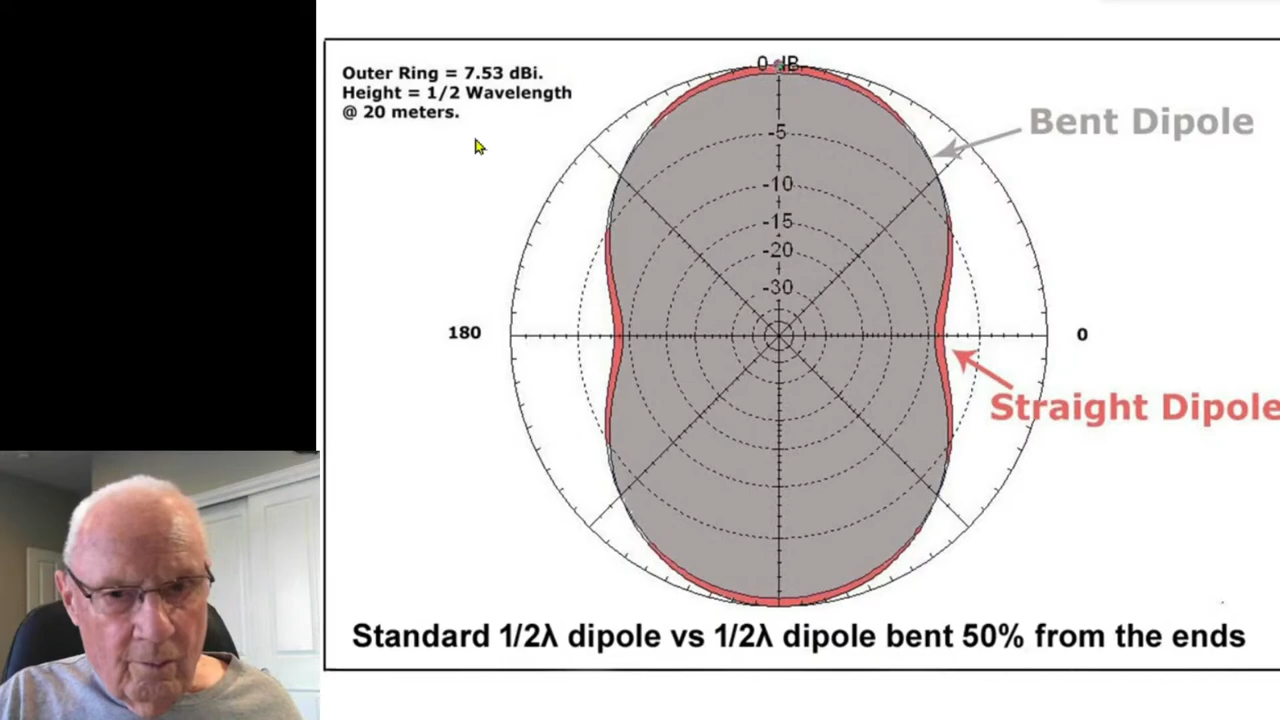 Outer Ring = 7.53 dBi.
Height = 1/2 Wavelength
@ 20 meters.
0 dB
-5
-10
-15
-20
-30
Bent Dipole
180
0
Straight Dipole
Standard 1/2λ dipole vs 1/2λ dipole bent 50% from the ends